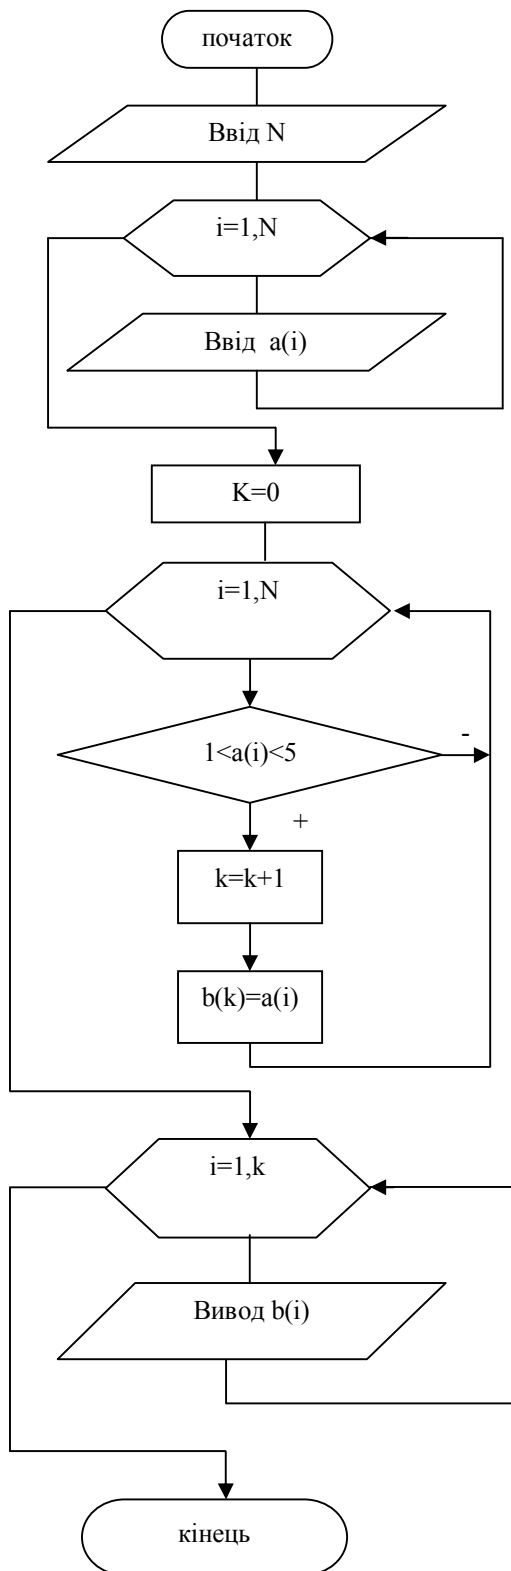 початок
Ввід N
i=1,N
Ввід a(i)
K=0
i=1,N
1<a(i)<5
-
+
k=k+1
b(k)=a(i)
i=1,k
Вивод b(i)
кінець